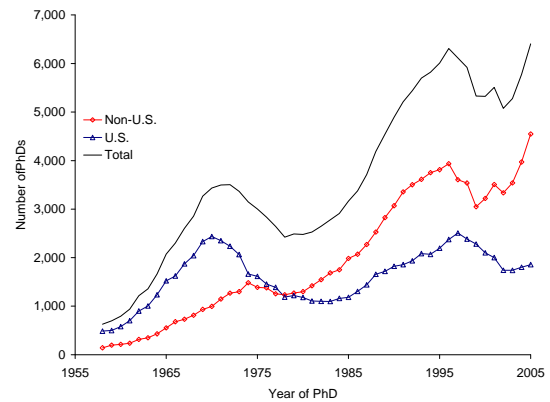 7,000
6,000
5,000
4,000
3,000
2,000
1,000
0
Number ofPhDs
Non-U.S.
U.S.
Total
1955 1965 1975 1985 1995 2005
Year of PhD